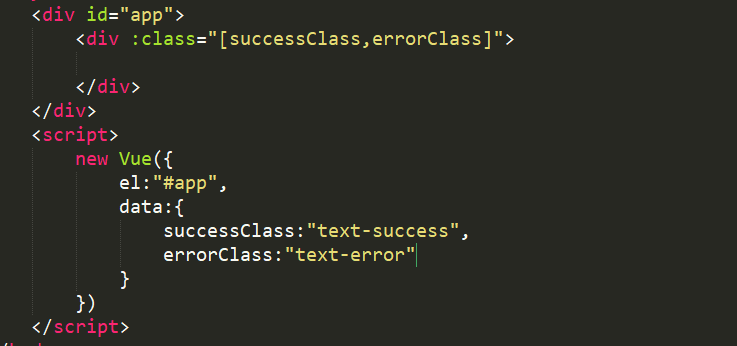 <div id="app">
<div :class="[successClass,errorClass]">
</div>
</div>
<script>
new Vue({
el:"#app",
data:{
successClass:"text-success",
errorClass:"text-error"
}
})
</script>